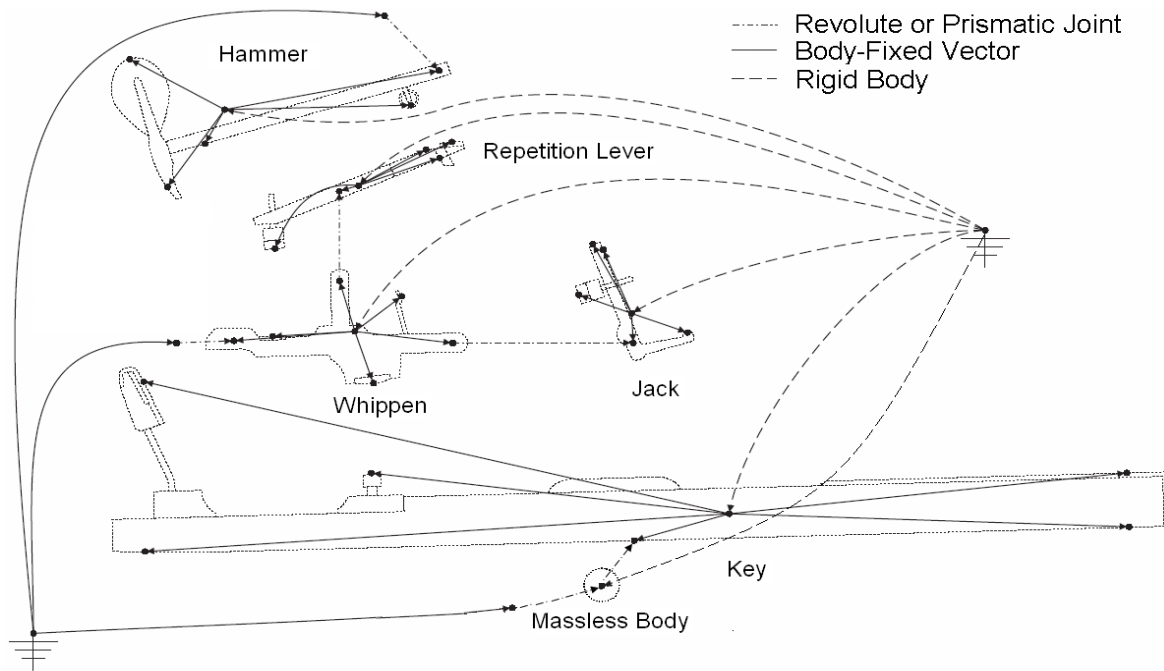 Revolute or Prismatic Joint
Body-Fixed Vector
Rigid Body
Hammer
Repetition Lever
Jack
Whippen
Key
Massless Body